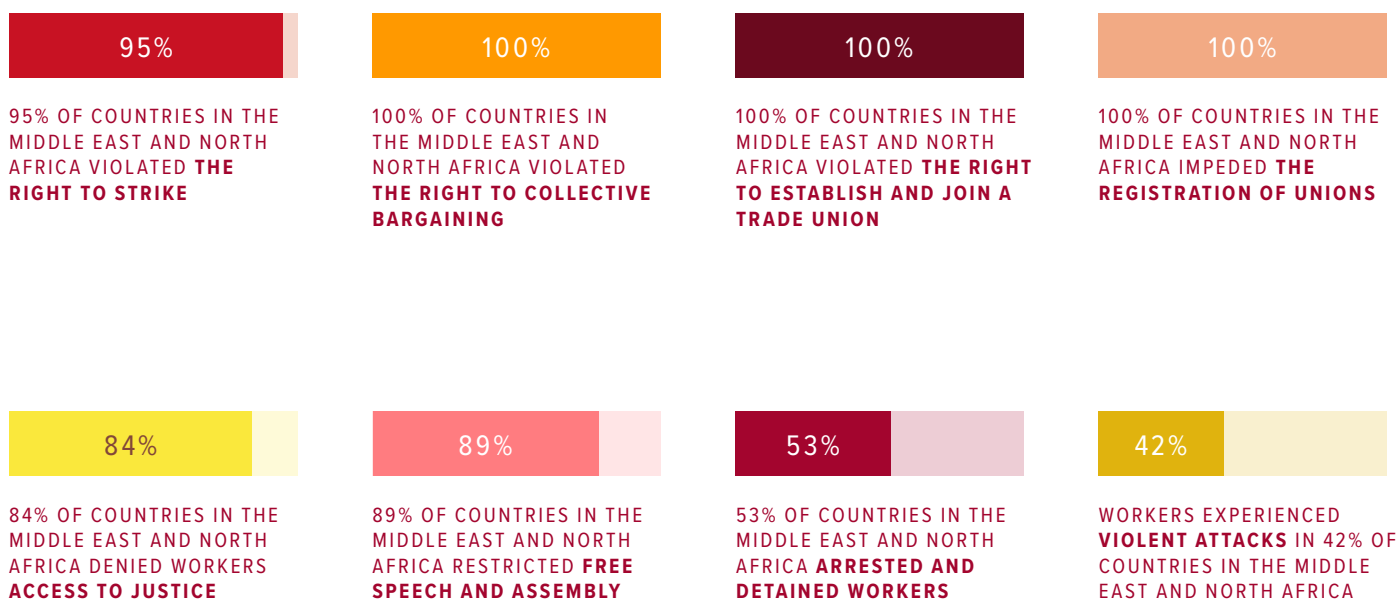 95%
95% OF COUNTRIES IN THE
MIDDLE EAST AND NORTH
AFRICA VIOLATED THE
RIGHT TO STRIKE
100%
100% OF COUNTRIES IN
THE MIDDLE EAST AND
NORTH AFRICA VIOLATED
THE RIGHT TO COLLECTIVE
BARGAINING
100%
100% OF COUNTRIES IN THE
MIDDLE EAST AND NORTH
AFRICA VIOLATED THE RIGHT
TO ESTABLISH AND JOIN A
TRADE UNION
100%
100% OF COUNTRIES IN THE
MIDDLE EAST AND NORTH
AFRICA IMPEDED THE
REGISTRATION OF UNIONS
84%
84% OF COUNTRIES IN THE
MIDDLE EAST AND NORTH
AFRICA DENIED WORKERS
ACCESS TO JUSTICE
89%
89% OF COUNTRIES IN THE
MIDDLE EAST AND NORTH
AFRICA RESTRICTED FREE
SPEECH AND ASSEMBLY
53%
53% OF COUNTRIES IN THE
MIDDLE EAST AND NORTH
AFRICA ARRESTED AND
DETAINED WORKERS
42%
WORKERS EXPERIENCED
VIOLENT ATTACKS IN 42% OF
COUNTRIES IN THE MIDDLE
EAST AND NORTH AFRICA